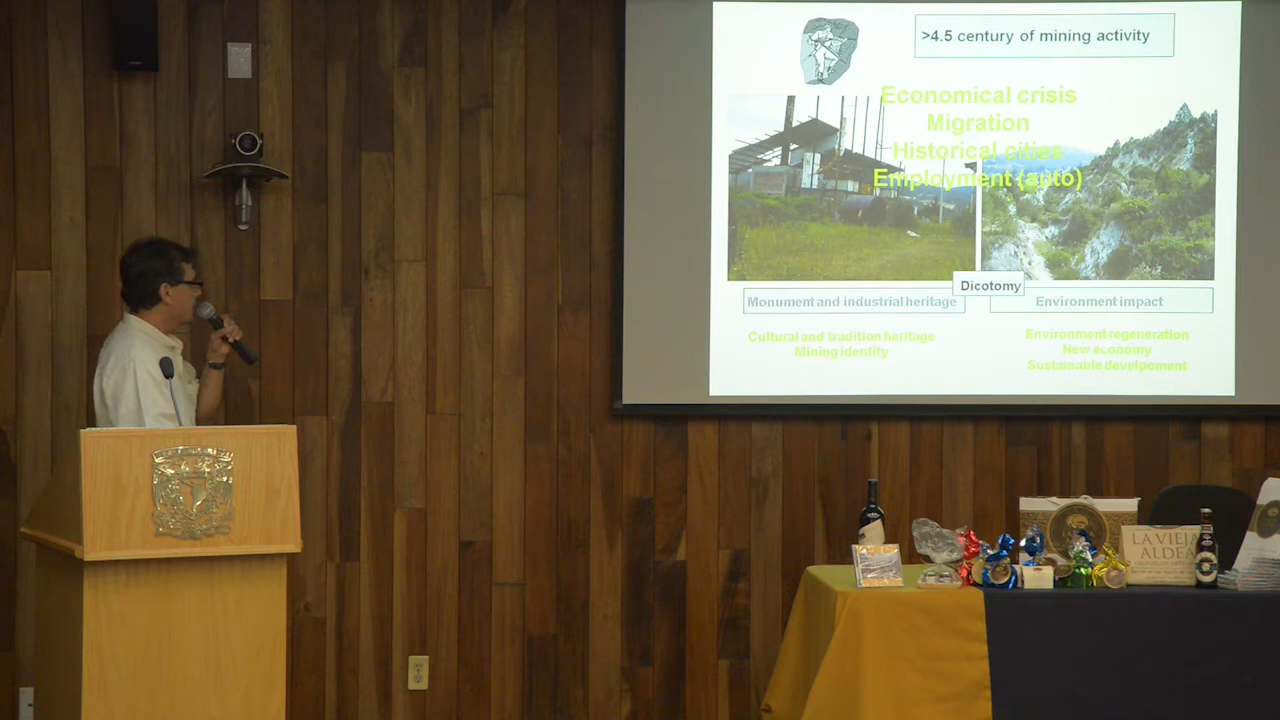 >4.5 century of mining activity
Economical crisis
Migration
Historical cities
Employment (auto)
Dicotomy
Monument and industrial heritage
Environment impact
Cultural and tradition heritage
Mining identity
Environment regeneration
New economy
Sustainable develpoment
LA VIEJA
ALDEA